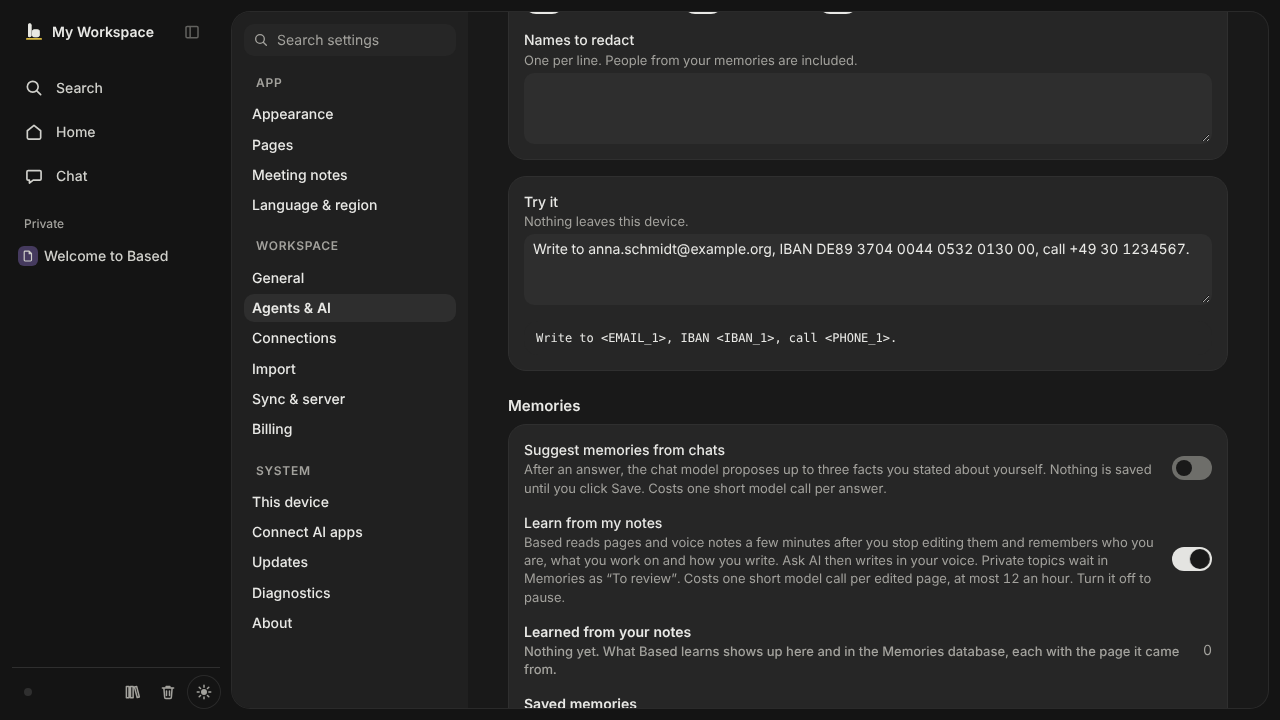 My Workspace
Search
Home
Chat
Private
Welcome to Based
Search settings
APP
Appearance
Pages
Meeting notes
Language & region
WORKSPACE
General
Agents & AI
Connections
Import
Sync & server
Billing
SYSTEM
This device
Connect AI apps
Updates
Diagnostics
About
Names to redact
One per line. People from your memories are included.
Try it
Nothing leaves this device.
Write to anna.schmidt@example.org, IBAN DE89 3704 0044 0532 0130 00, call +49 30 1234567.
Write to <EMAIL_1>, IBAN <IBAN_1>, call <PHONE_1>.
Memories
Suggest memories from chats
After an answer, the chat model proposes up to three facts you stated about yourself. Nothing is saved
until you click Save. Costs one short model call per answer.
Learn from my notes
Based reads pages and voice notes a few minutes after you stop editing them and remembers who you
are, what you work on and how you write. Ask AI then writes in your voice. Private topics wait in
Memories as “To review”. Costs one short model call per edited page, at most 12 an hour. Turn it off to
pause.
Learned from your notes
Nothing yet. What Based learns shows up here and in the Memories database, each with the page it came
from.
0
Saved memories